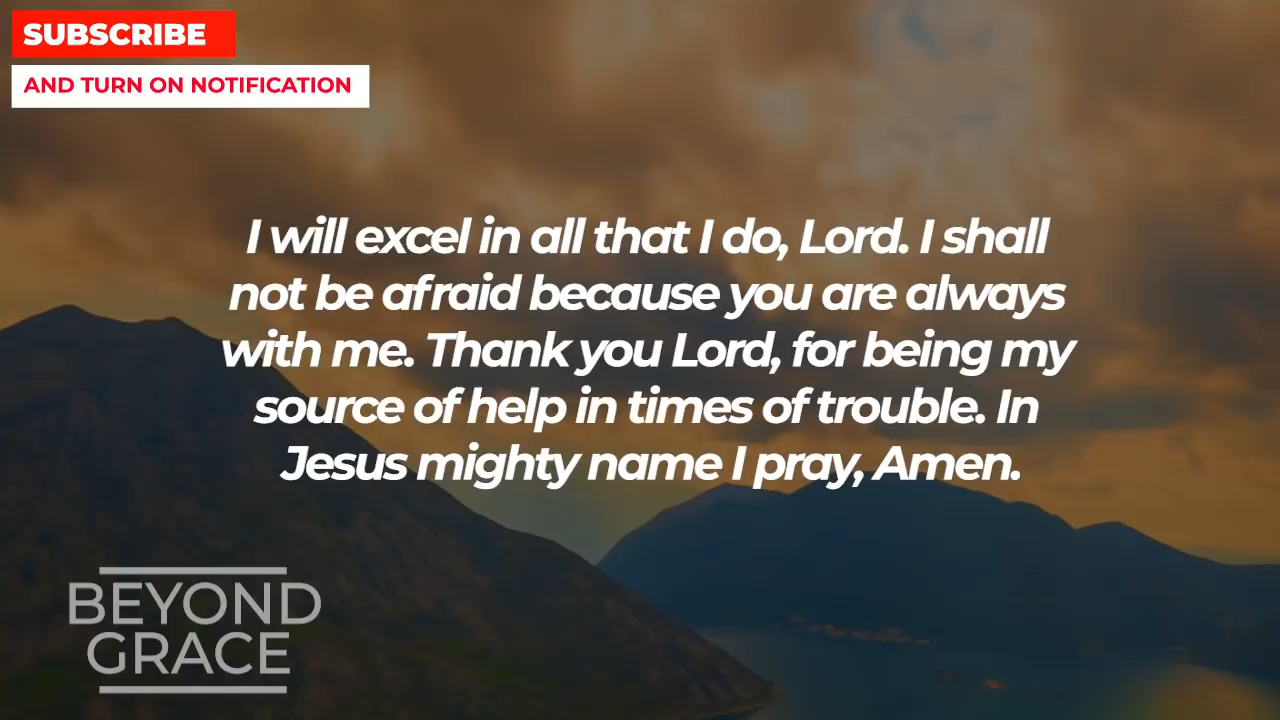 SUBSCRIBE
AND TURN ON NOTIFICATION
I will excel in all that I do, Lord. I shall
not be afraid because you are always
with me. Thank you Lord, for being my
source of help in times of trouble. In
Jesus mighty name I pray, Amen.
BEYOND
GRACE